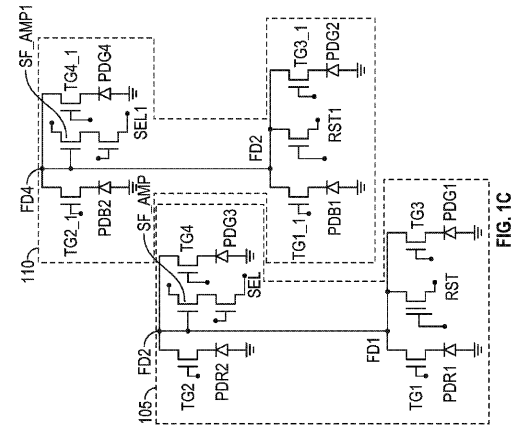 110
FD4
SF_AMP1
TG2_1
PDB2
TG4_1
PDG4
SEL1
105
FD2
SF_AMP
TG2
PDR2
TG4
PDG3
SEL
FD2
TG1_1
PDB1
RST1
TG3_1
PDG2
FD1
TG1
PDR1
RST
TG3
PDG1
FIG. 1C